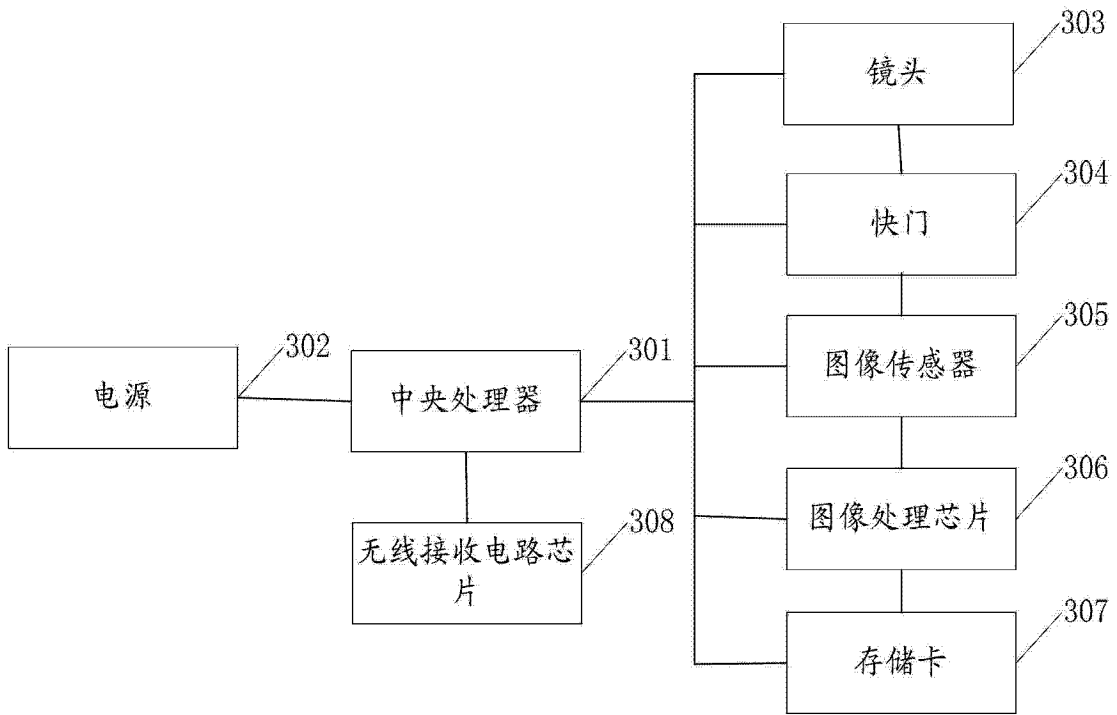 303
镜头
304
快门
305
图像传感器
302
电源
301
中央处理器
306
图像处理芯片
308
无线接收电路芯
片
307
存储卡